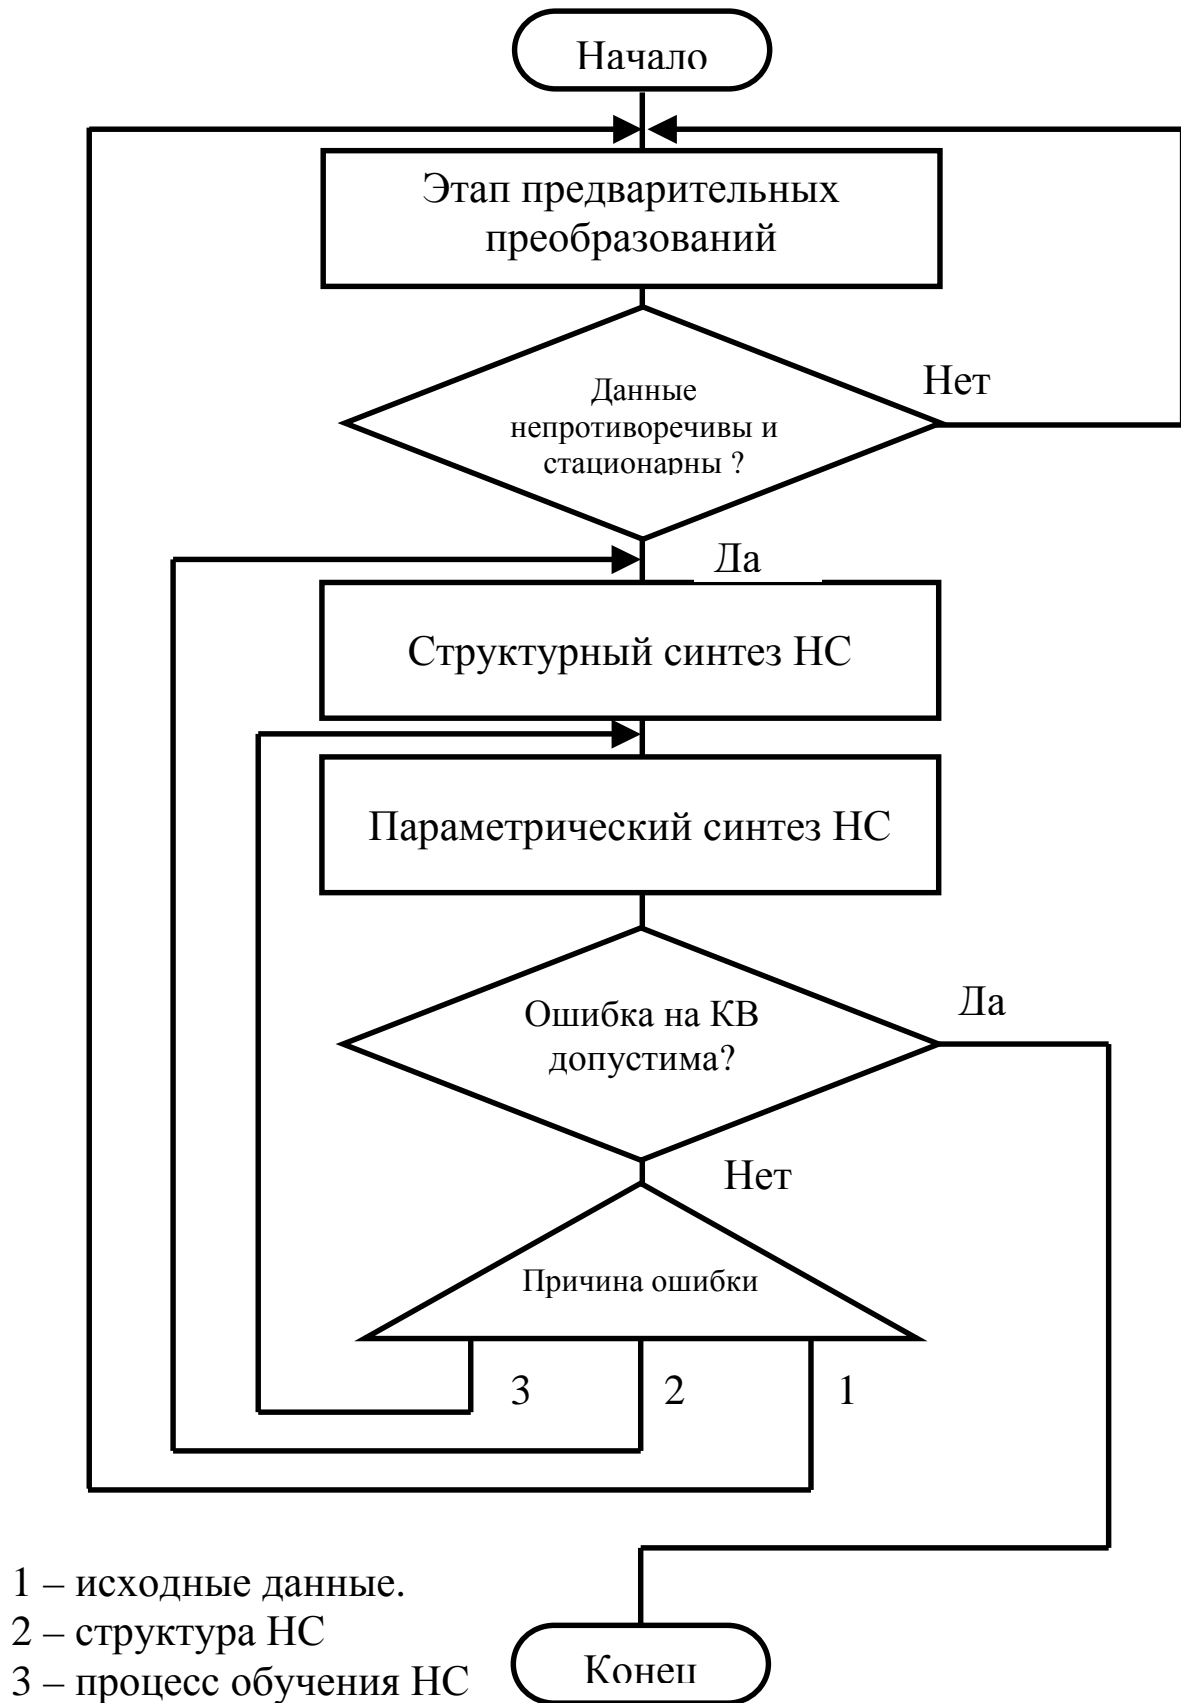 Начало
Этап предварительных
преобразований
Данные
непротиворечивы и
стационарны ?
Нет
Да
Структурный синтез НС
Параметрический синтез НС
Ошибка на КВ
допустима?
Да
Нет
Причина ошибки
3
2
1
1 – исходные данные.
2 – структура НС
3 – процесс обучения НС
Конец